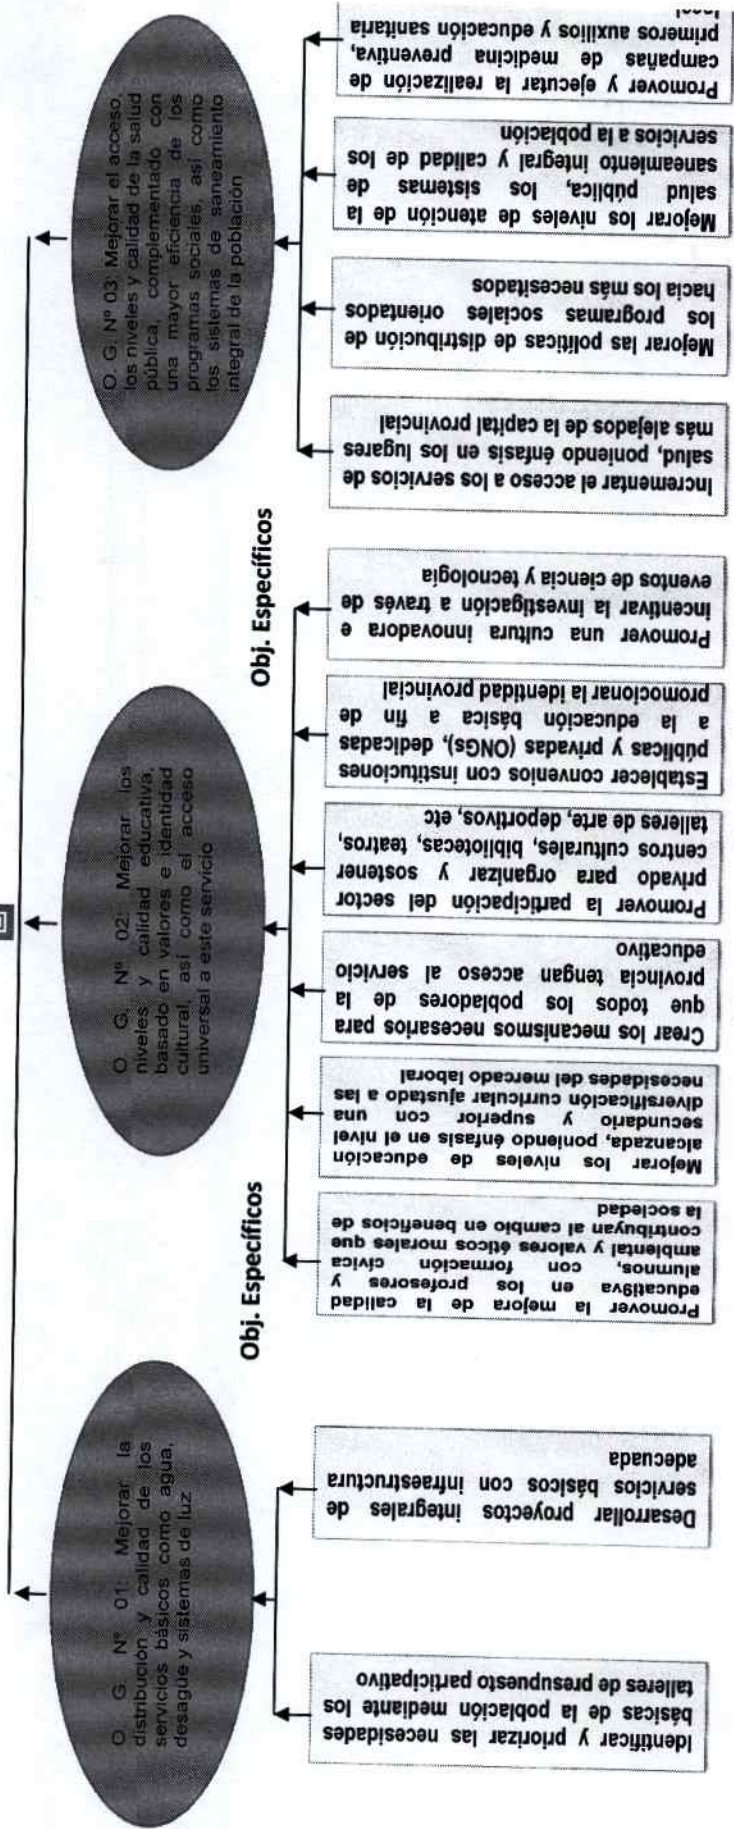 O. G. N° 01: Mejorar la
distribución y calidad de los
servicios básicos como agua,
desagüe y sistemas de luz
O. G. N° 02: Mejorar los
niveles y calidad educativa,
basado en valores e identidad
cultural, así como el acceso
universal a este servicio
O. G. N° 03: Mejorar el acceso,
los niveles y calidad de la salud
pública, complementado con
una mayor eficiencia de los
programas sociales, así como
los sistemas de saneamiento
integral de la población
Obj. Específicos
Obj. Específicos
Identificar y priorizar las necesidades
básicas de la población mediante los
talleres de presupuesto participativo
Desarrollar proyectos integrales de
servicios básicos con infraestructura
adecuada
Promover la mejora de la calidad
educati9va en los profesores y
alumnos, con formación cívica
ambiental y valores éticos morales que
contribuyan al cambio en beneficios de
la sociedad
Mejorar los niveles de educación
alcanzada, poniendo énfasis en el nivel
secundario y superior con una
diversificación curricular ajustado a las
necesidades del mercado laboral
Crear los mecanismos necesarios para
que todos los pobladores de la
provincia tengan acceso al servicio
educativo
Promover la participación del sector
privado para organizar y sostener
centros culturales, bibliotecas, teatros,
talleres de arte, deportivos, etc
Establecer convenios con instituciones
públicas y privadas (ONGs), dedicadas
a la educación básica a fin de
promocionar la identidad provincial
Promover una cultura innovadora e
incentivar la investigación a través de
eventos de ciencia y tecnología
Incrementar el acceso a los servicios de
salud, poniendo énfasis en los lugares
más alejados de la capital provincial
Mejorar las políticas de distribución de
los programas sociales orientados
hacia los más necesitados
Mejorar los niveles de atención de la
salud pública, los sistemas de
saneamiento integral y calidad de los
servicios a la población
Promover y ejecutar la realización de
campañas de medicina preventiva,
primeros auxilios y educación sanitaria